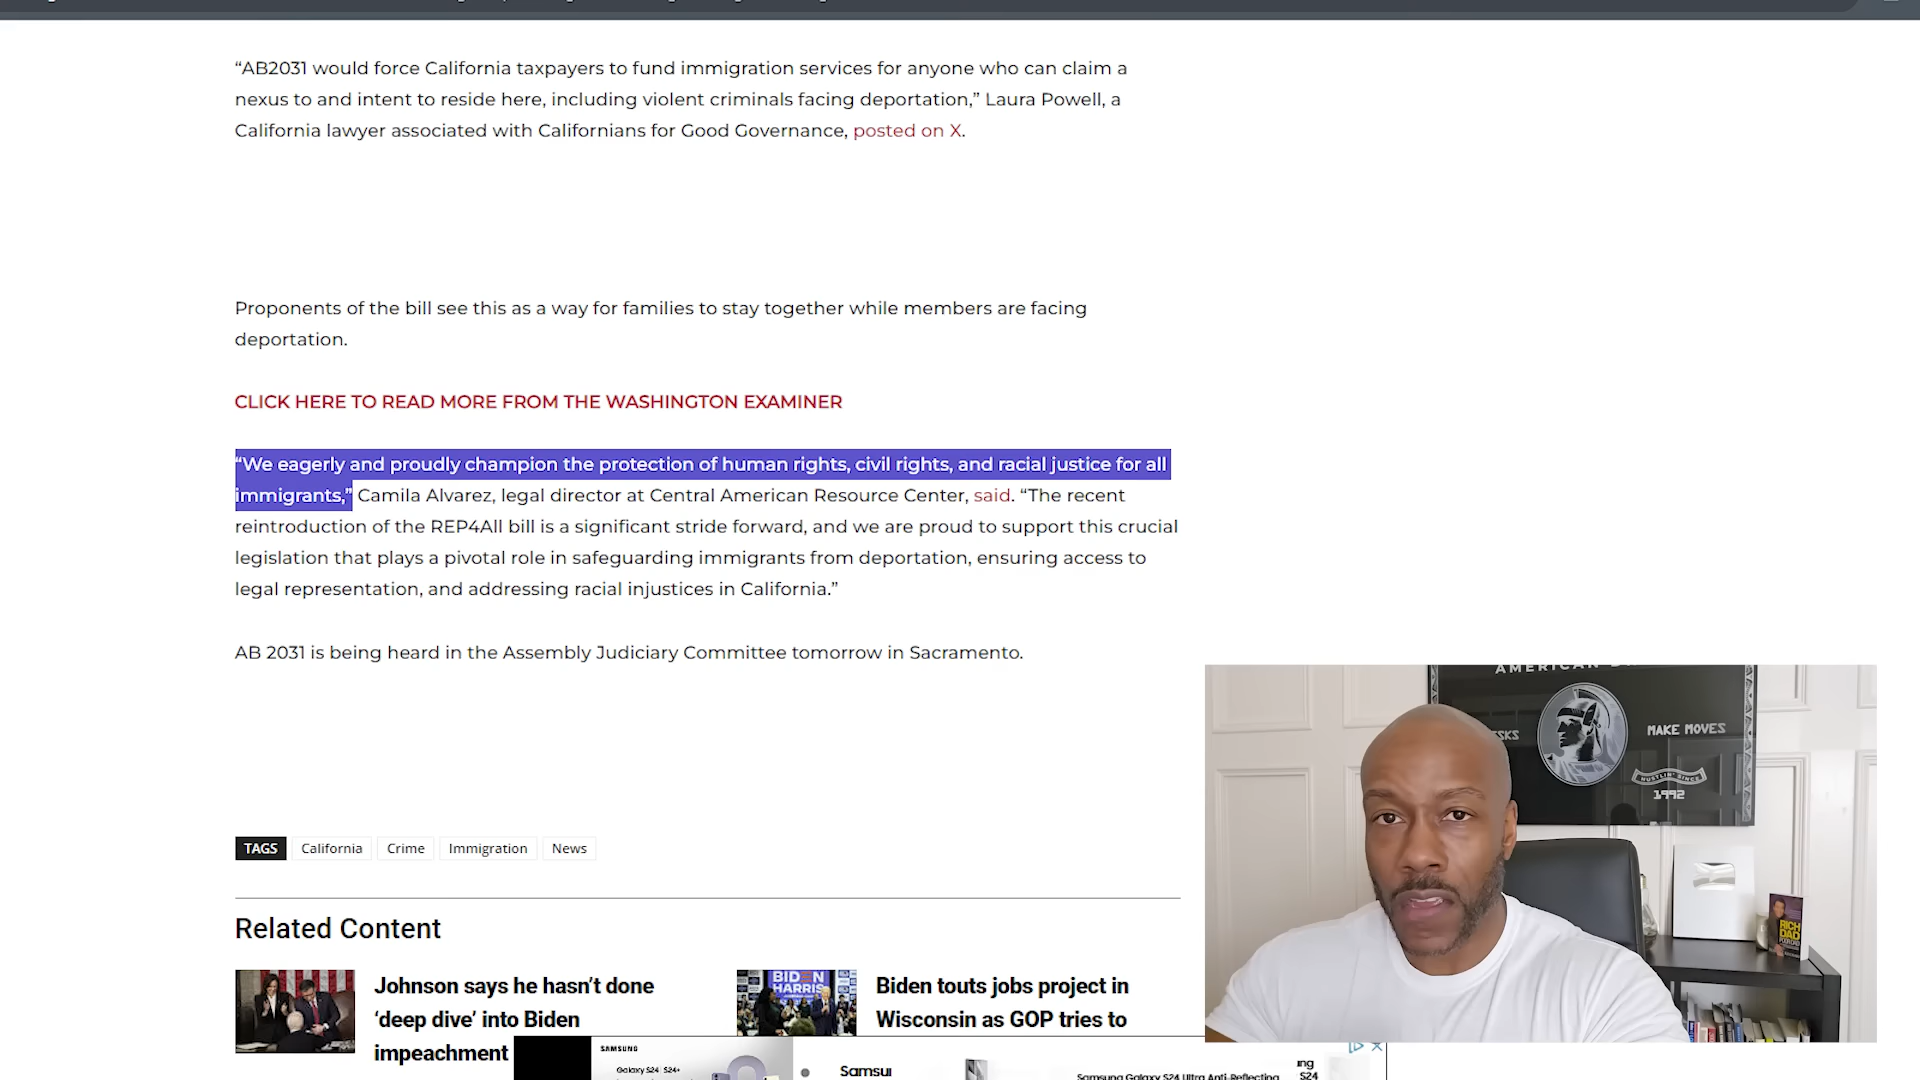 “AB2031 would force California taxpayers to fund immigration services for anyone who can claim a
nexus to and intent to reside here, including violent criminals facing deportation,” Laura Powell, a
California lawyer associated with Californians for Good Governance, posted on X.
Proponents of the bill see this as a way for families to stay together while members are facing
deportation.
CLICK HERE TO READ MORE FROM THE WASHINGTON EXAMINER
“We eagerly and proudly champion the protection of human rights, civil rights, and racial justice for all
immigrants,” Camila Alvarez, legal director at Central American Resource Center, said. “The recent
reintroduction of the REP4All bill is a significant stride forward, and we are proud to support this crucial
legislation that plays a pivotal role in safeguarding immigrants from deportation, ensuring access to
legal representation, and addressing racial injustices in California.”
AB 2031 is being heard in the Assembly Judiciary Committee tomorrow in Sacramento.
AMERICAN
MAKE MOVES
HUSTLIN' SINCE
1992
RICH
DAD
TAGS California Crime Immigration News
Related Content
Johnson says he hasn’t done
‘deep dive’ into Biden
impeachment
BIDEN
HARRIS
Biden touts jobs project in
Wisconsin as GOP tries to
SAMSUNG
Galaxy S24 | S24+
Samsu
Samsung Galaxy S24 Ultra Anti-Reflecting
ing
S24